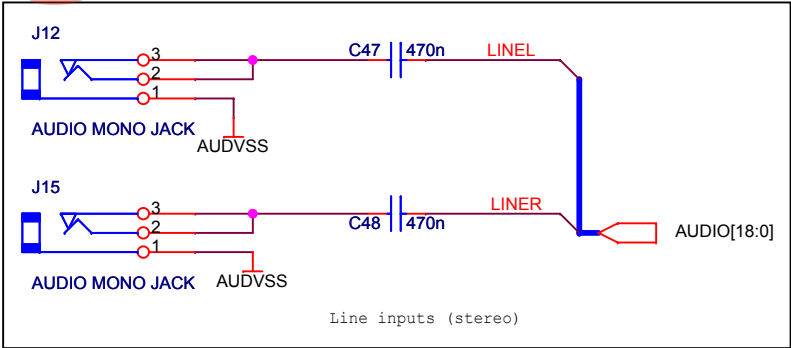 J12
3
2
1
C47 470n
LINEL
AUDIO MONO JACK
AUDVSS
J15
3
2
1
C48 470n
LINER
AUDIO[18:0]
AUDIO MONO JACK
AUDVSS
Line inputs (stereo)